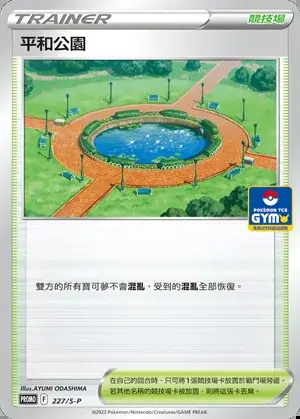 TRAINER
競技場
平和公園
POKÉMON TCG
GYM
雙方的所有寶可夢不會混亂，受到的混亂全部恢復。
Illus.AYUMI ODASHIMA
PROMO F 227/S-P
在自己的回合時，只可將1張競技場卡放置於戰鬥場旁邊。
若其他名稱的競技場卡被放置，則將這張卡丟棄。
©2022 Pokémon/Nintendo/Creatures/GAME FREAK.